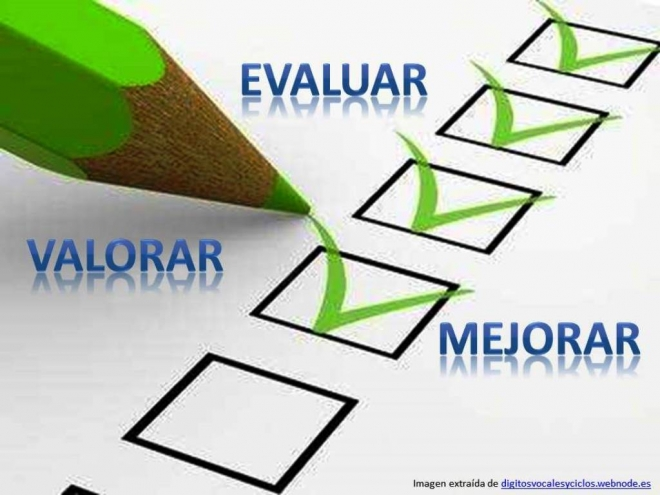 EVALUAR
VALORAR
MEJORAR
Imagen extraída de digitosvocalesyciclos.webnode.es